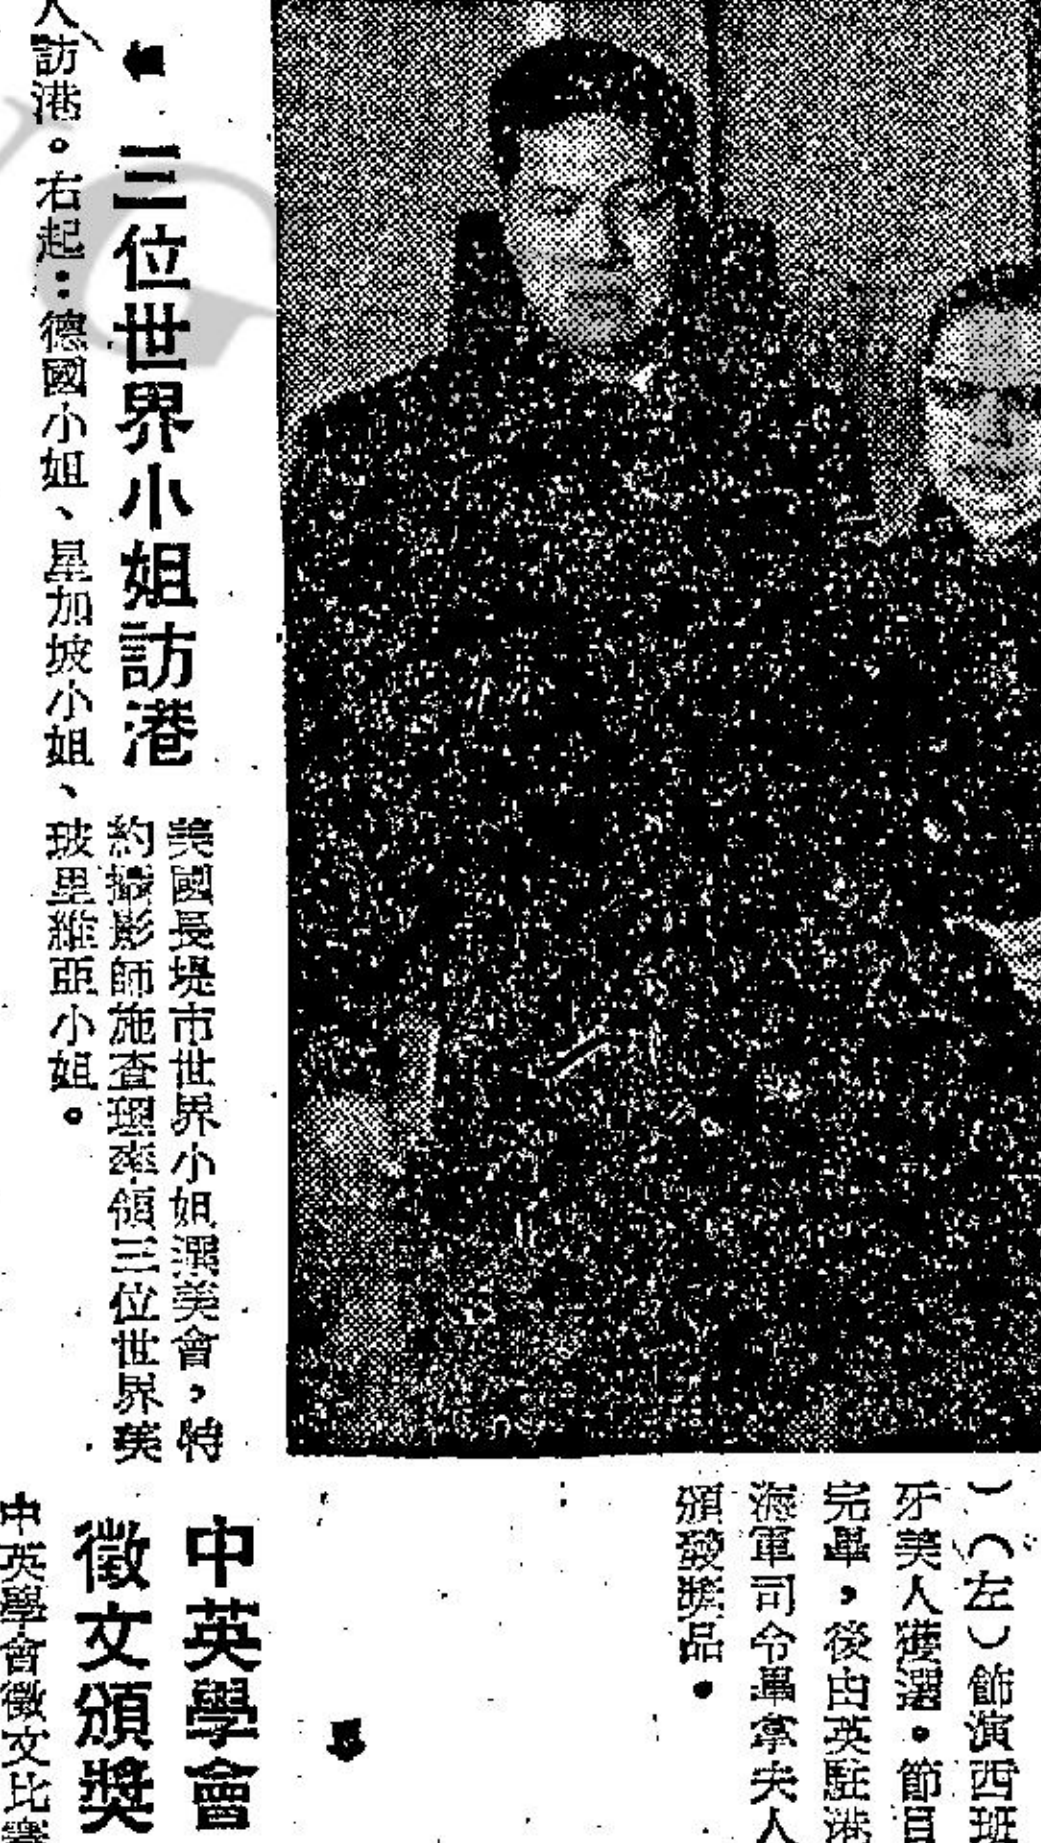 三位世界小姐訪港
美國長堤市世界小姐選美會，特
約攝影師施查理率領三位世界美
人訪港。右起：德國小姐、星加坡小姐、玻里維亞小姐。
）（左）飾演西班
牙美人獲選。節目
完畢，後由英駐港
海軍司令畢拿夫人
頒發獎品。
中英學會
徵文頒獎
中英學會徵文比賽